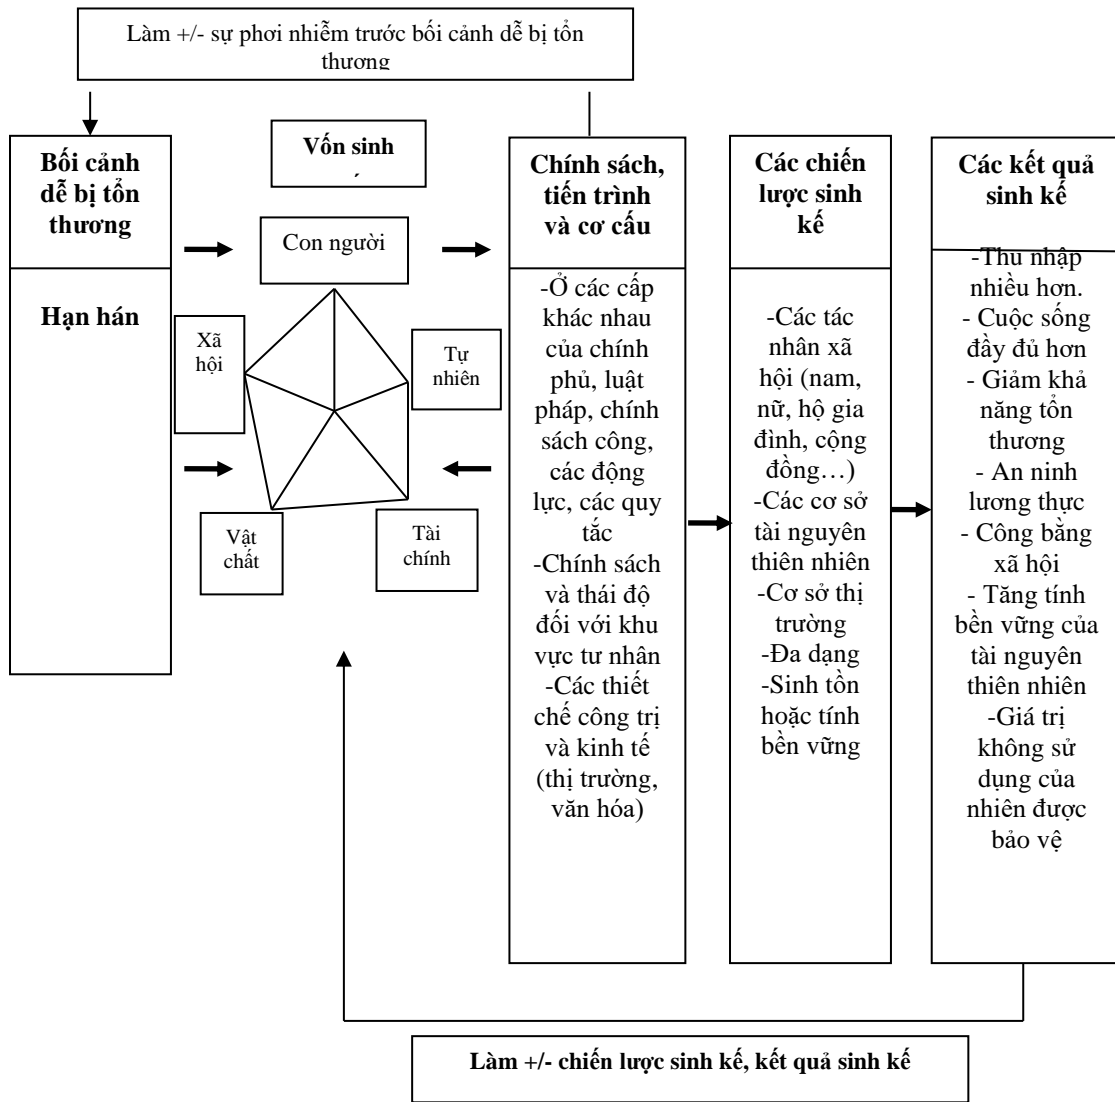 Làm +/- sự phơi nhiễm trước bối cảnh dễ bị tổn
thương
Bối cảnh
dễ bị tổn
thương
Hạn hán
Vốn sinh
Con người
Xã
hội
Tự
nhiên
Vật
chất
Tài
chính
Chính sách,
tiến trình
và cơ cấu
-Ở các cấp
khác nhau
của chính
phủ, luật
pháp, chính
sách công,
các động
lực, các quy
tắc
-Chính sách
và thái độ
đối với khu
vực tư nhân
-Các thiết
chế công trị
và kinh tế
(thị trường,
văn hóa)
Các chiến
lược sinh
kế
-Các tác
nhân xã
hội (nam,
nữ, hộ gia
đình, cộng
đồng…)
-Các cơ sở
tài nguyên
thiên nhiên
-Cơ sở thị
trường
-Đa dạng
-Sinh tồn
hoặc tính
bền vững
Các kết quả
sinh kế
-Thu nhập
nhiều hơn.
- Cuộc sống
đầy đủ hơn
- Giảm khả
năng tổn
thương
- An ninh
lương thực
- Công bằng
xã hội
- Tăng tính
bền vững của
tài nguyên
thiên nhiên
-Giá trị
không sử
dụng của
nhiên được
bảo vệ
Làm +/- chiến lược sinh kế, kết quả sinh kế